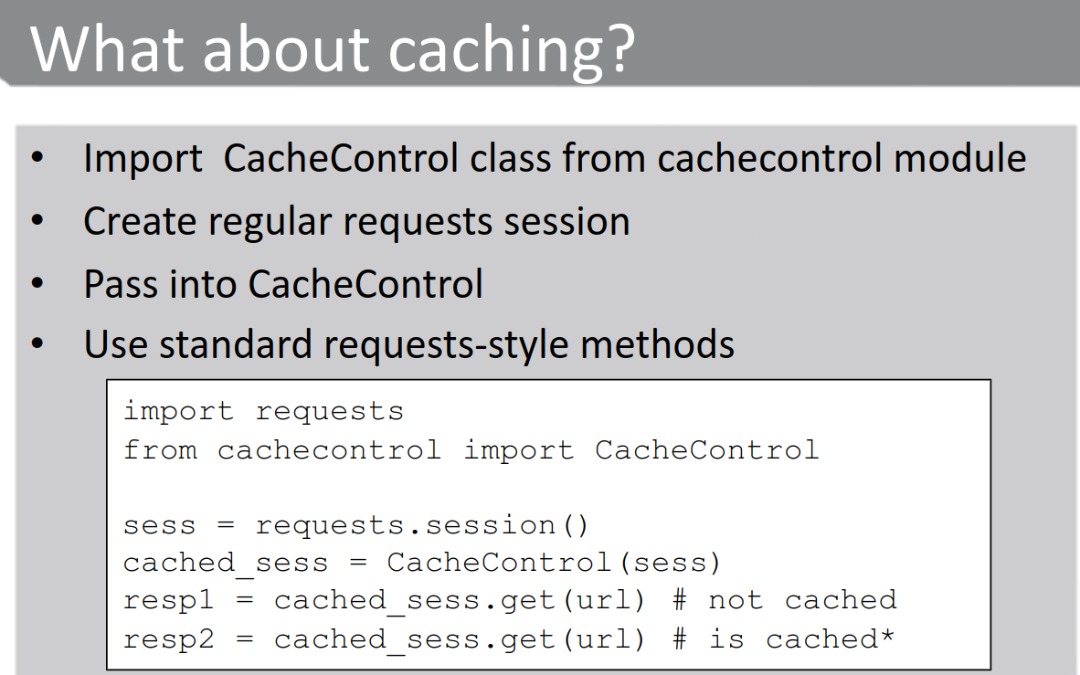 What about caching?
• Import  CacheControl class from cachecontrol module
• Create regular requests session
• Pass into CacheControl
• Use standard requests-style methods
import requests
from cachecontrol import CacheControl
sess = requests.session()
cached_sess = CacheControl(sess)
resp1 = cached_sess.get(url) # not cached
resp2 = cached_sess.get(url) # is cached*